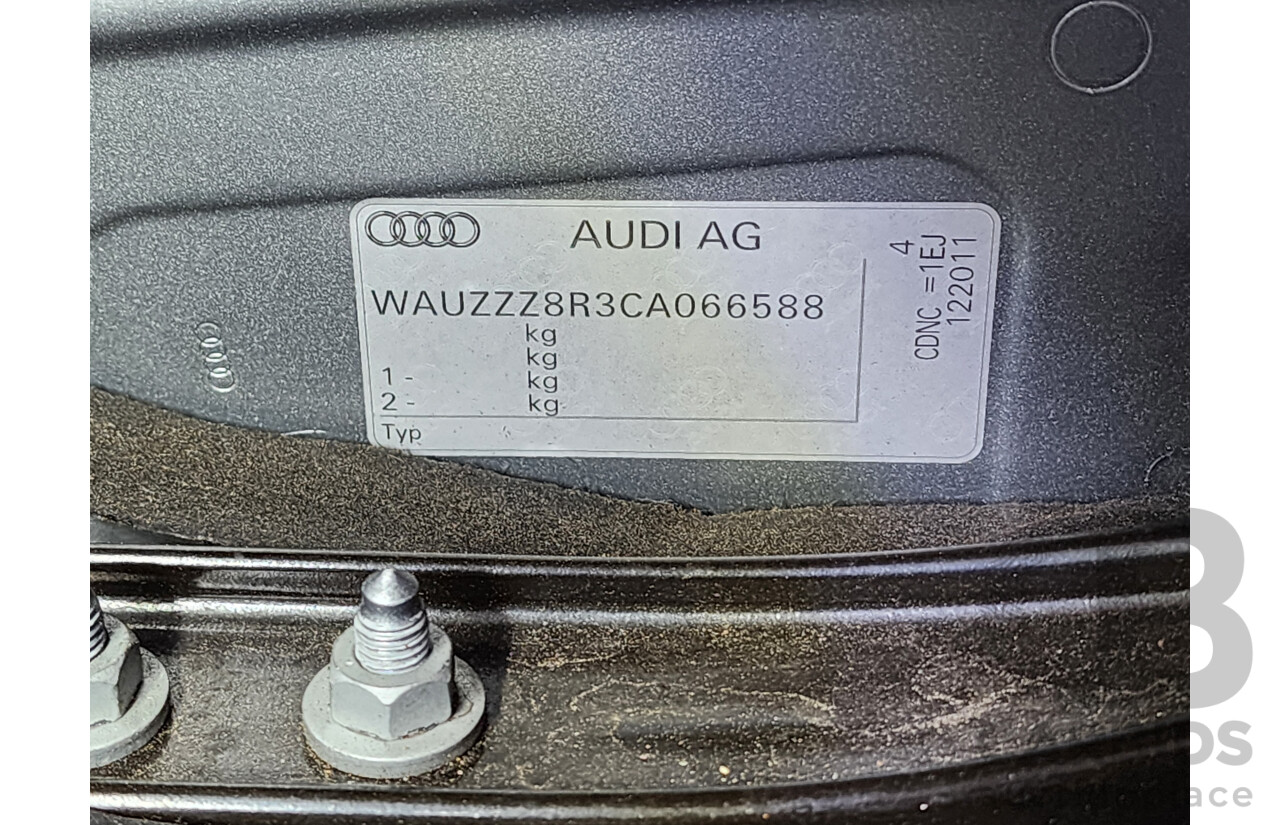 AUDI AG
WAUZZZ8R3CA066588
kg
kg
1 - kg
2 - kg
Typ
4
CDNC =1EJ
122011